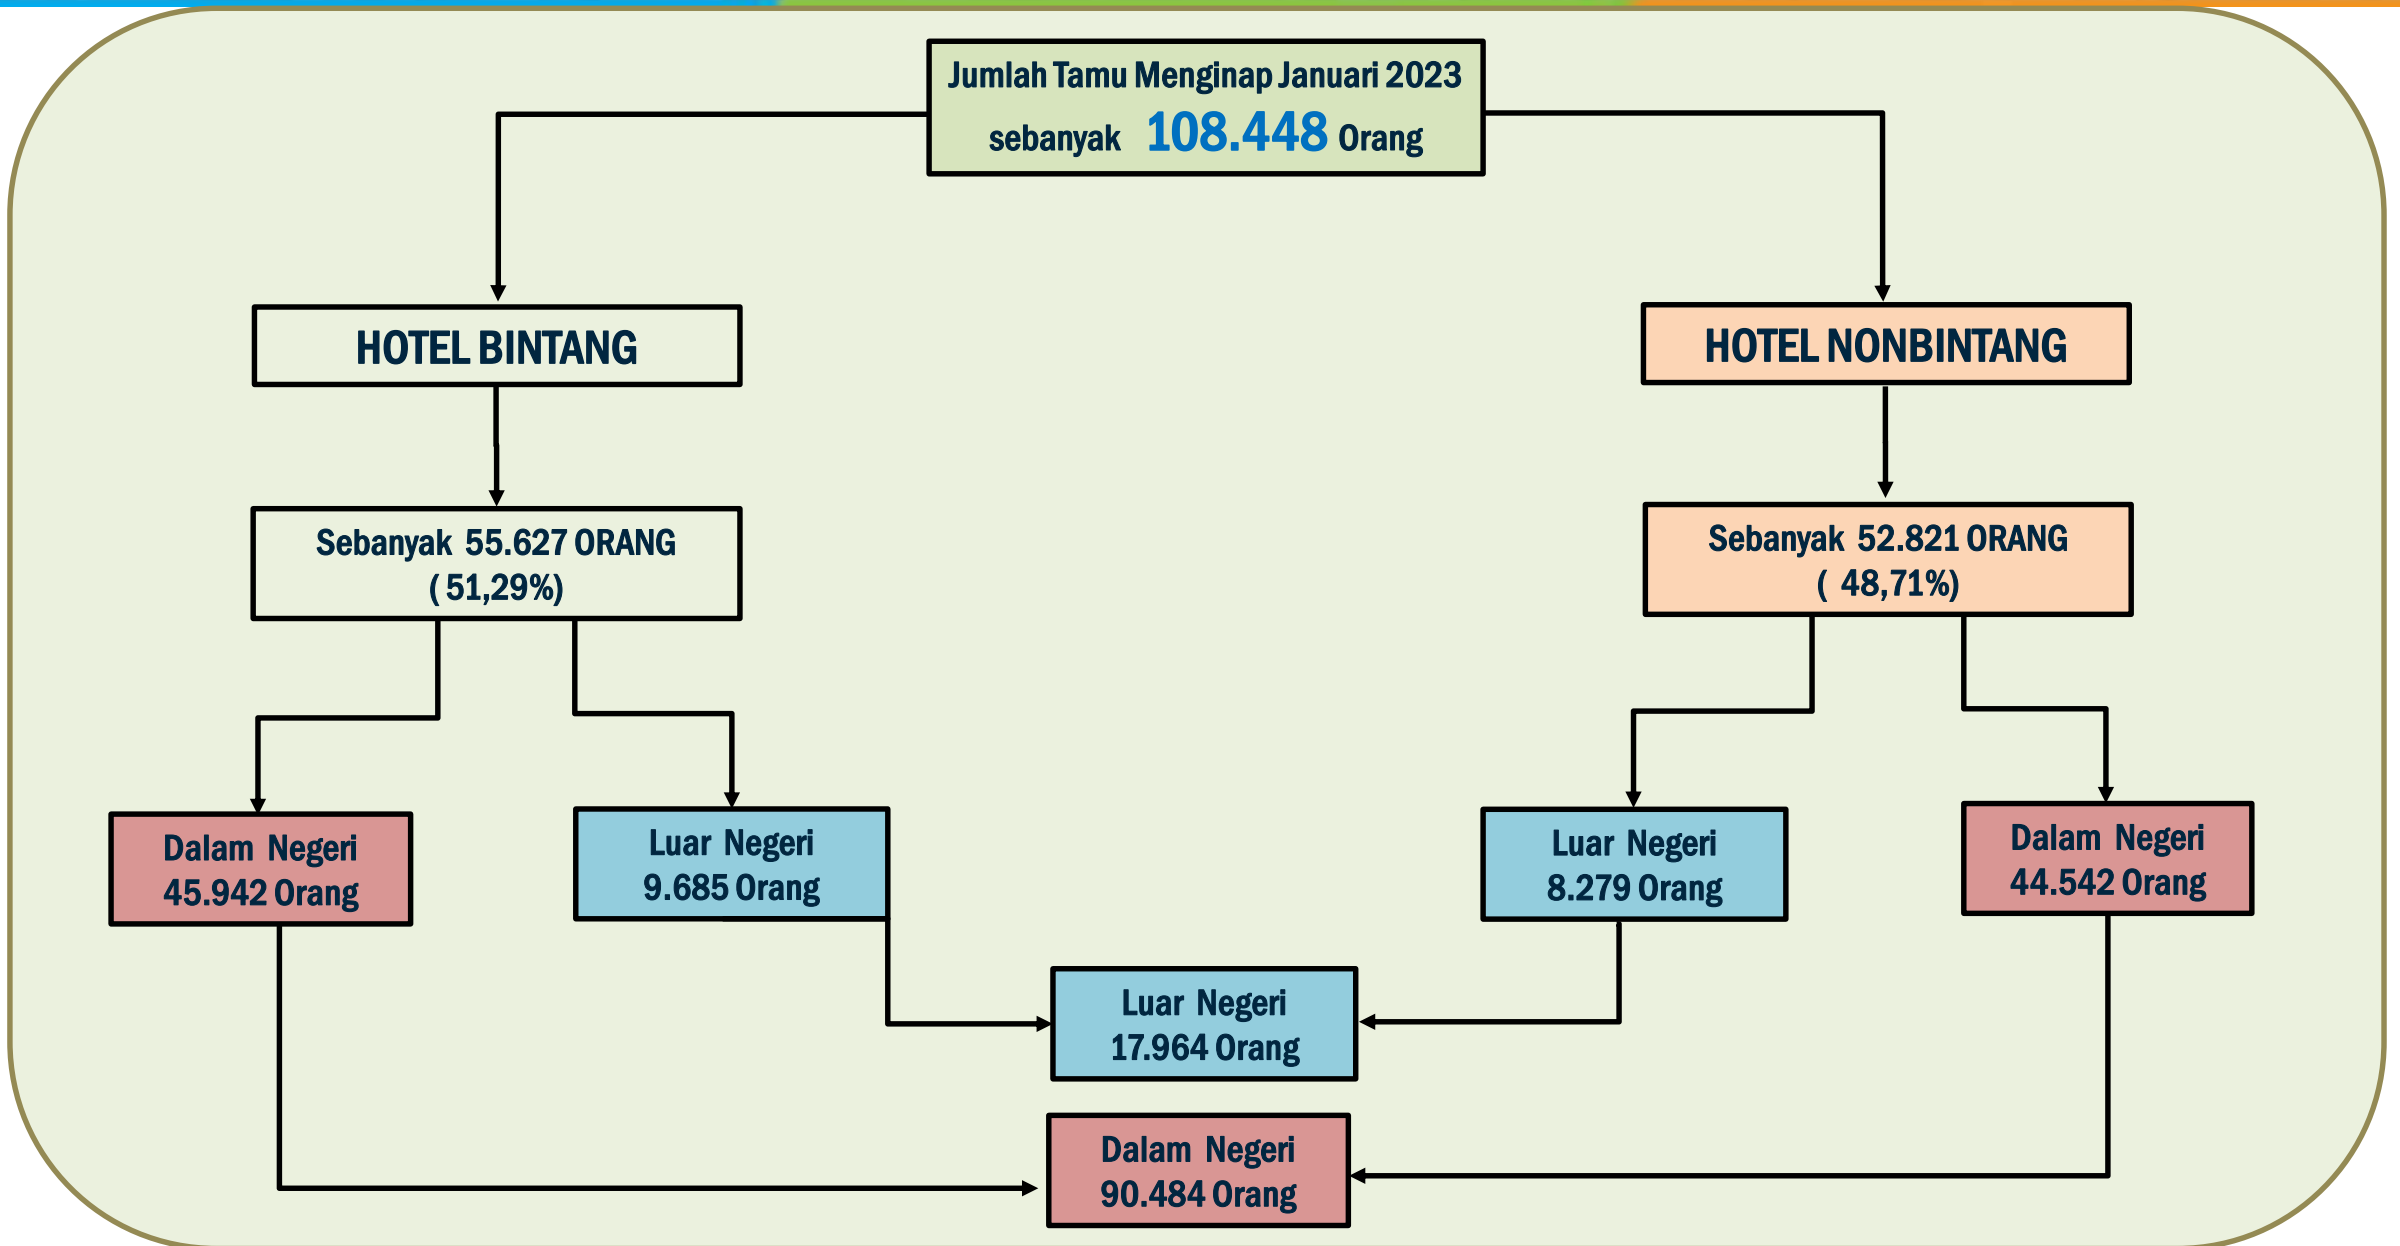 Jumlah Tamu Menginap Januari 2023
sebanyak 108.448 Orang
HOTEL BINTANG
HOTEL NONBINTANG
Sebanyak 55.627 ORANG
( 51,29%)
Sebanyak 52.821 ORANG
( 48,71%)
Dalam Negeri
45.942 Orang
Luar Negeri
9.685 Orang
Luar Negeri
8.279 Orang
Dalam Negeri
44.542 Orang
Luar Negeri
17.964 Orang
Dalam Negeri
90.484 Orang